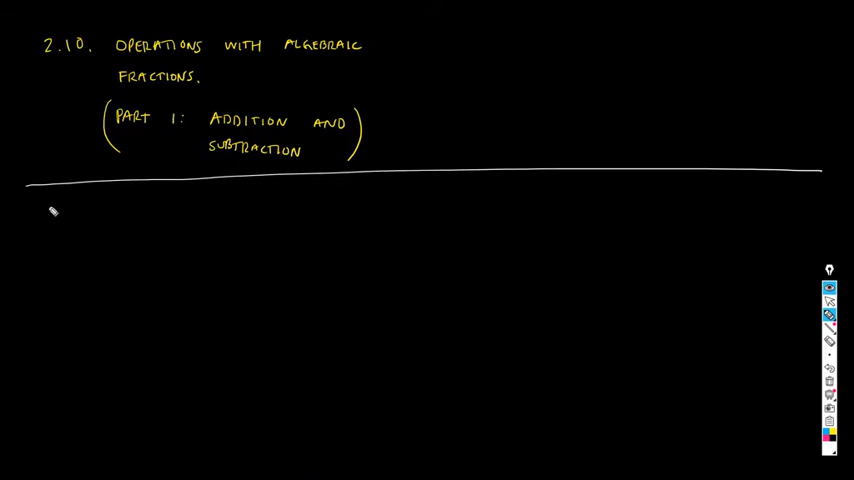 2.10. OPERATIONS WITH ALGEBRAIC
FRACTIONS.
(PART 1: ADDITION AND
SUBTRACTION)